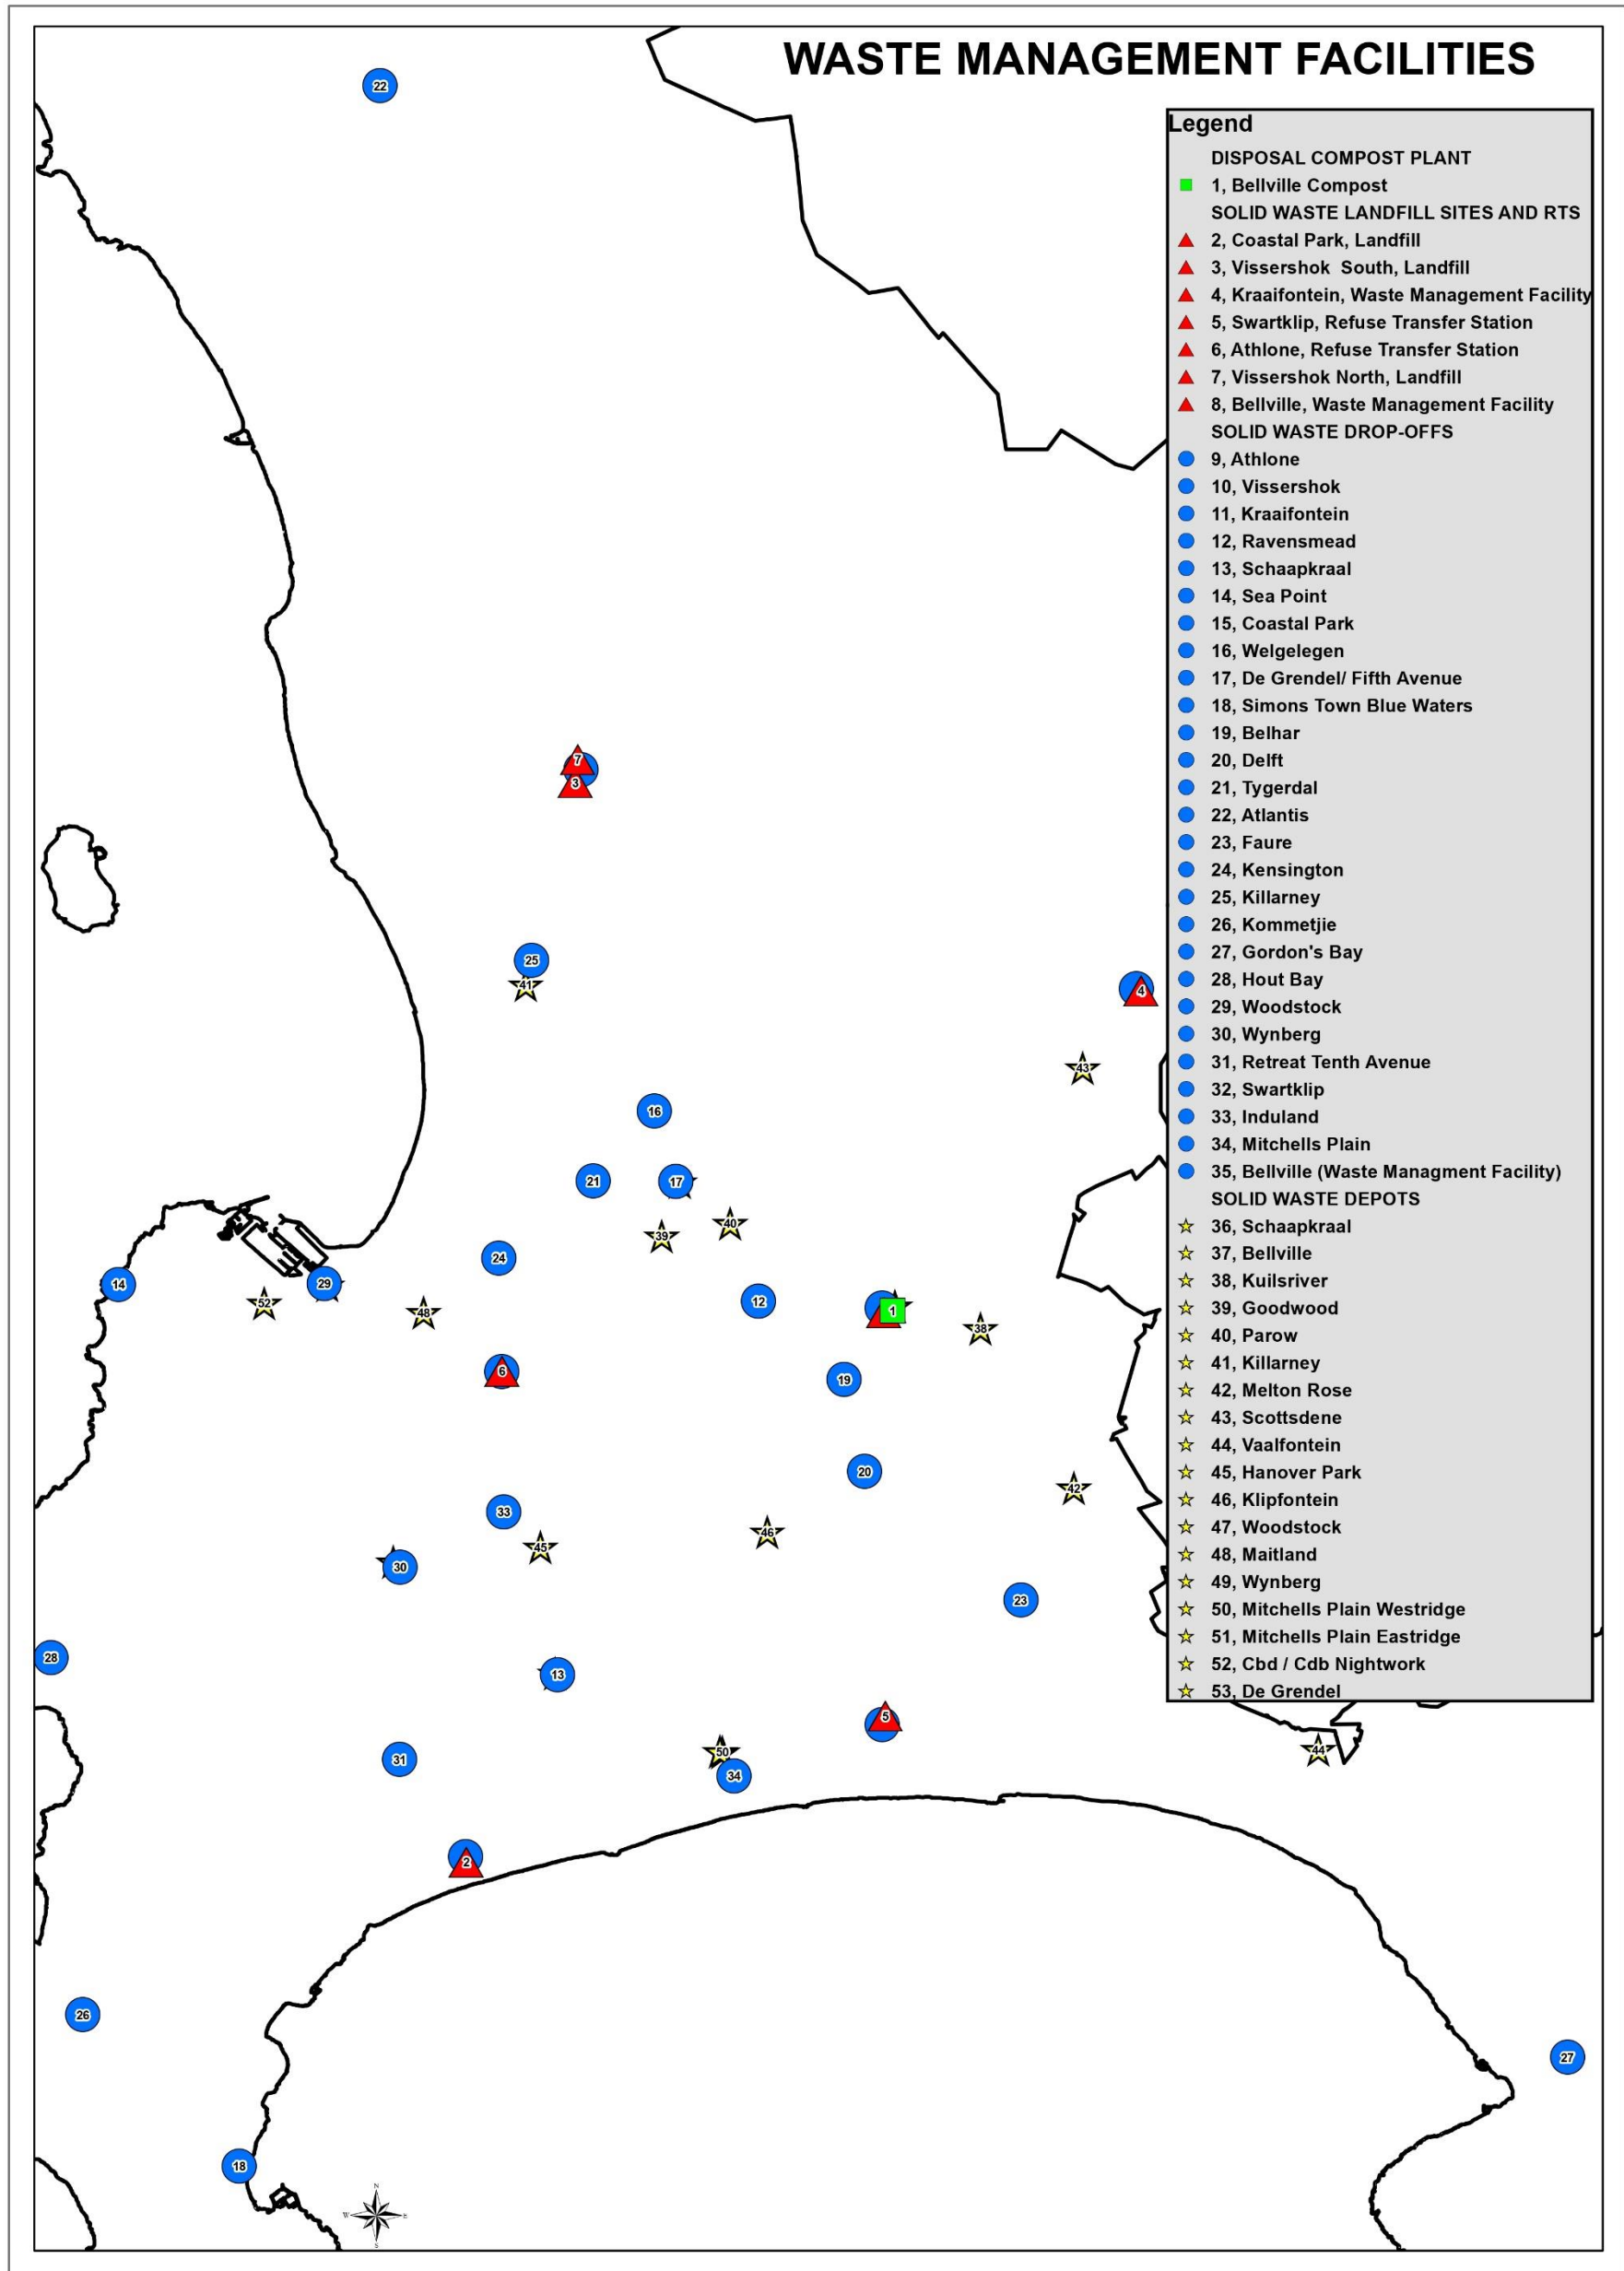 WASTE MANAGEMENT FACILITIES
Legend
DISPOSAL COMPOST PLANT
1, Bellville Compost
SOLID WASTE LANDFILL SITES AND RTS
2, Coastal Park, Landfill
3, Vissershok South, Landfill
4, Kraaifontein, Waste Management Facility
5, Swartklip, Refuse Transfer Station
6, Athlone, Refuse Transfer Station
7, Vissershok North, Landfill
8, Bellville, Waste Management Facility
SOLID WASTE DROP-OFFS
9, Athlone
10, Vissershok
11, Kraaifontein
12, Ravensmead
13, Schaapkraal
14, Sea Point
15, Coastal Park
16, Welgelegen
17, De Grendel/ Fifth Avenue
18, Simons Town Blue Waters
19, Belhar
20, Delft
21, Tygerdal
22, Atlantis
23, Faure
24, Kensington
25, Killarney
26, Kommetjie
27, Gordon's Bay
28, Hout Bay
29, Woodstock
30, Wynberg
31, Retreat Tenth Avenue
32, Swartklip
33, Induland
34, Mitchells Plain
35, Bellville (Waste Managment Facility)
SOLID WASTE DEPOTS
36, Schaapkraal
37, Bellville
38, Kuilsriver
39, Goodwood
40, Parow
41, Killarney
42, Melton Rose
43, Scottsdene
44, Vaalfontein
45, Hanover Park
46, Klipfontein
47, Woodstock
48, Maitland
49, Wynberg
50, Mitchells Plain Westridge
51, Mitchells Plain Eastridge
52, Cbd / Cdb Nightwork
53, De Grendel
22
7
3
25
41
4
43
16
21
17
40
39
24
14
29
52
48
12
1
38
6
19
20
42
33
46
45
30
23
28
13
5
50
44
31
34
2
26
27
18
N
W
E
S